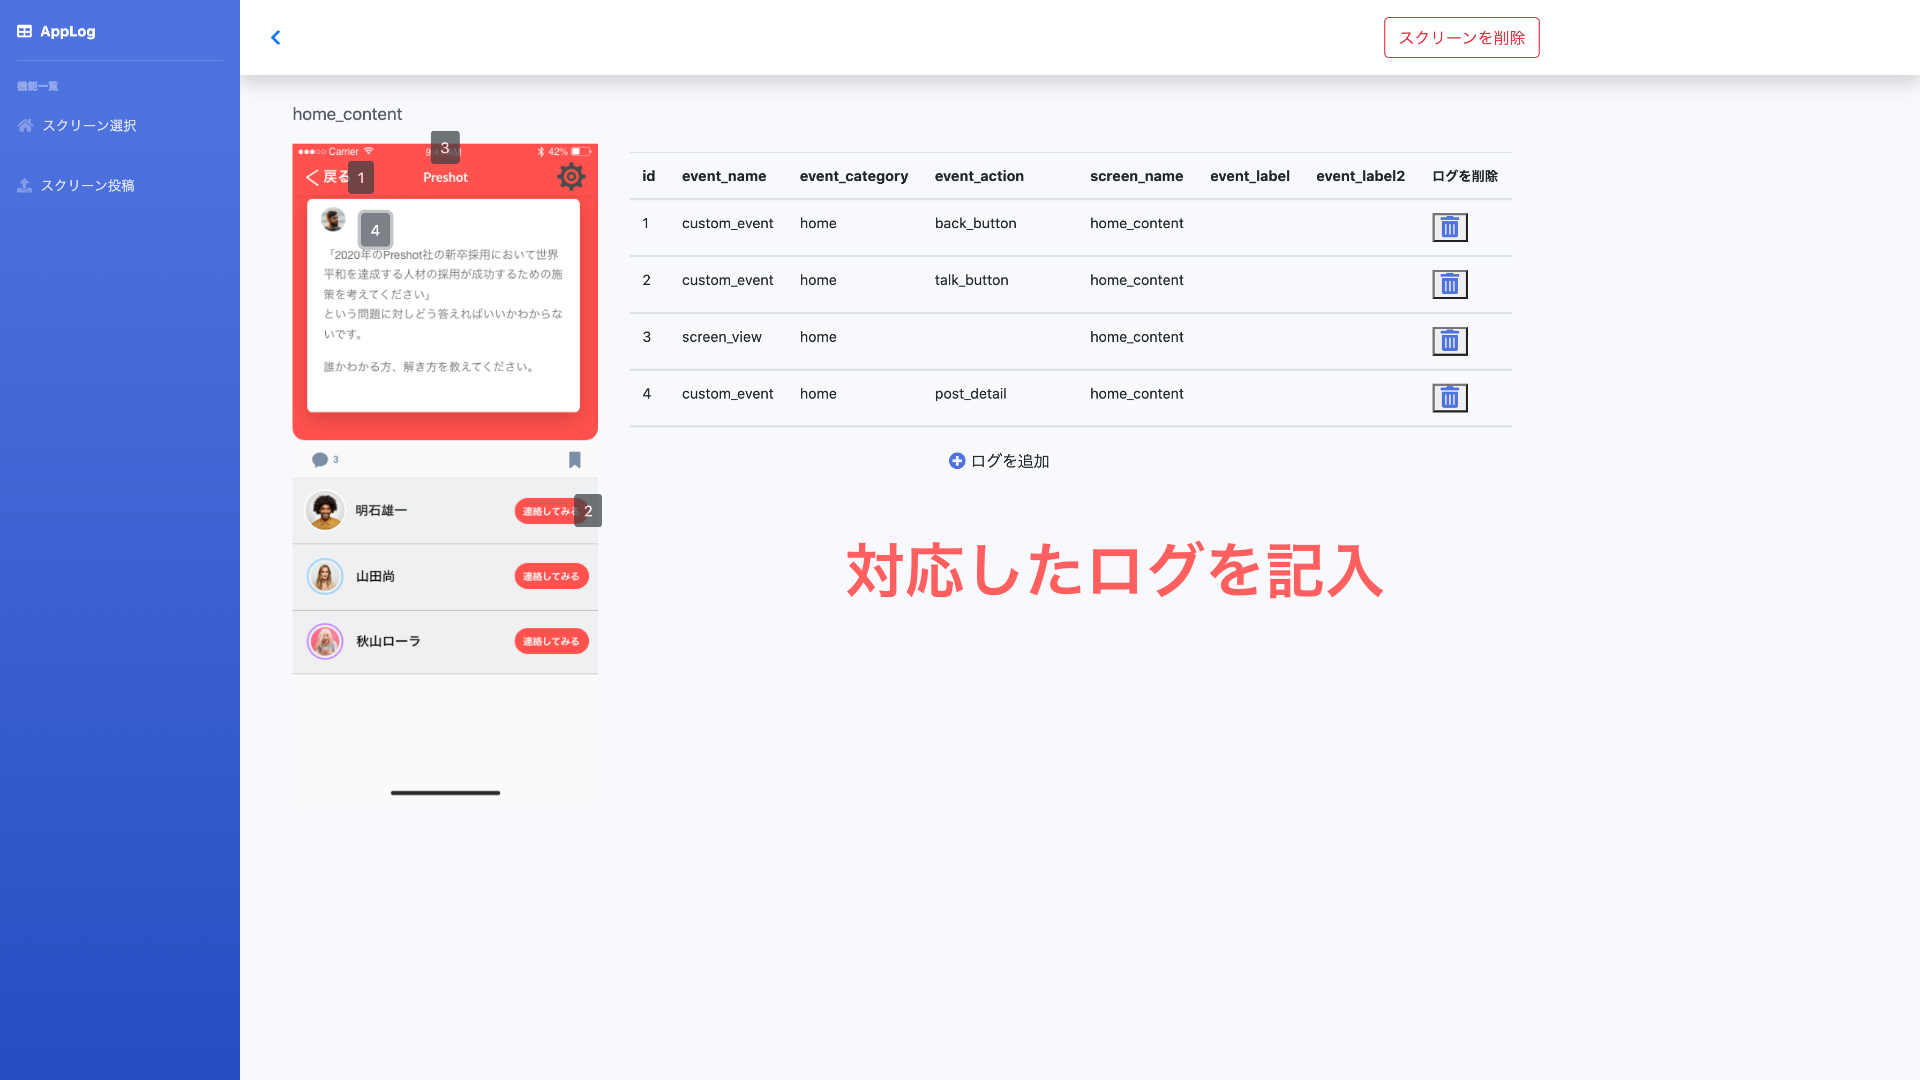 AppLog
機能一覧
スクリーン選択
スクリーン投稿
スクリーンを削除
home_content
Carrier
3
42%
戻る
1
Preshot
4
「2020年のPreshot社の新卒採用において世界
平和を達成する人材の採用が成功するための施
策を考えてください」
という問題に対しどう答えればいいかわからな
いです。
誰かわかる方、解き方を教えてください。
3
明石雄一
連絡してみる
2
山田尚
連絡してみる
秋山ローラ
連絡してみる
id event_name event_category event_action screen_name event_label event_label2 ログを削除
1 custom_event home back_button home_content
2 custom_event home talk_button home_content
3 screen_view home home_content
4 custom_event home post_detail home_content
ログを追加
対応したログを記入